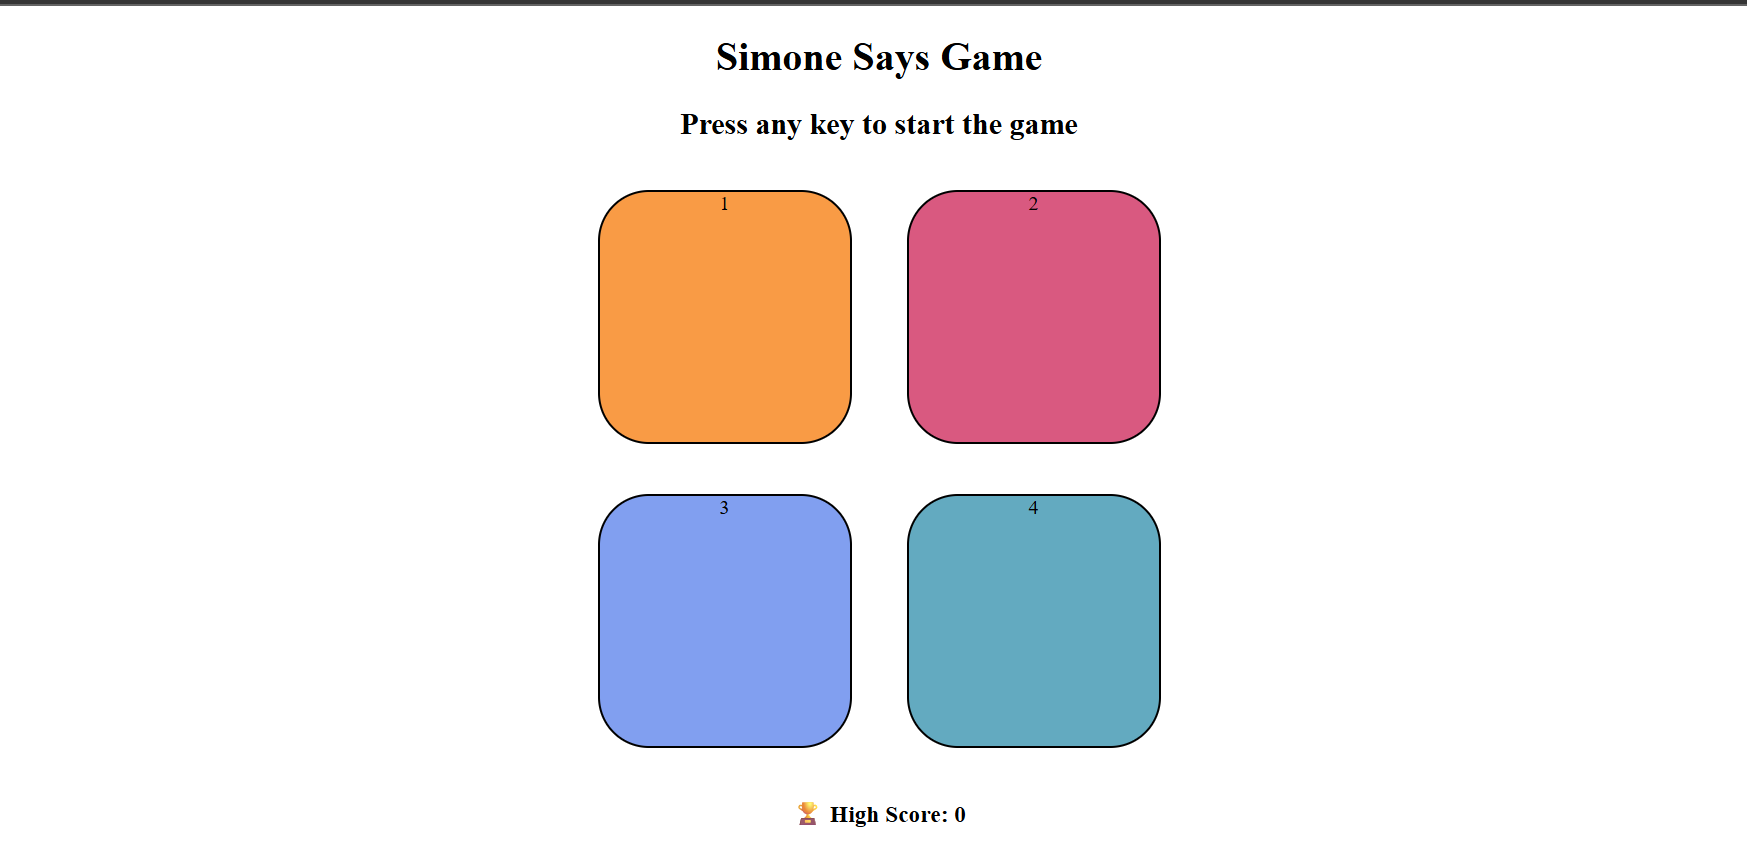 Simone Says Game
Press any key to start the game
1 2
3 4
🏆 High Score: 0